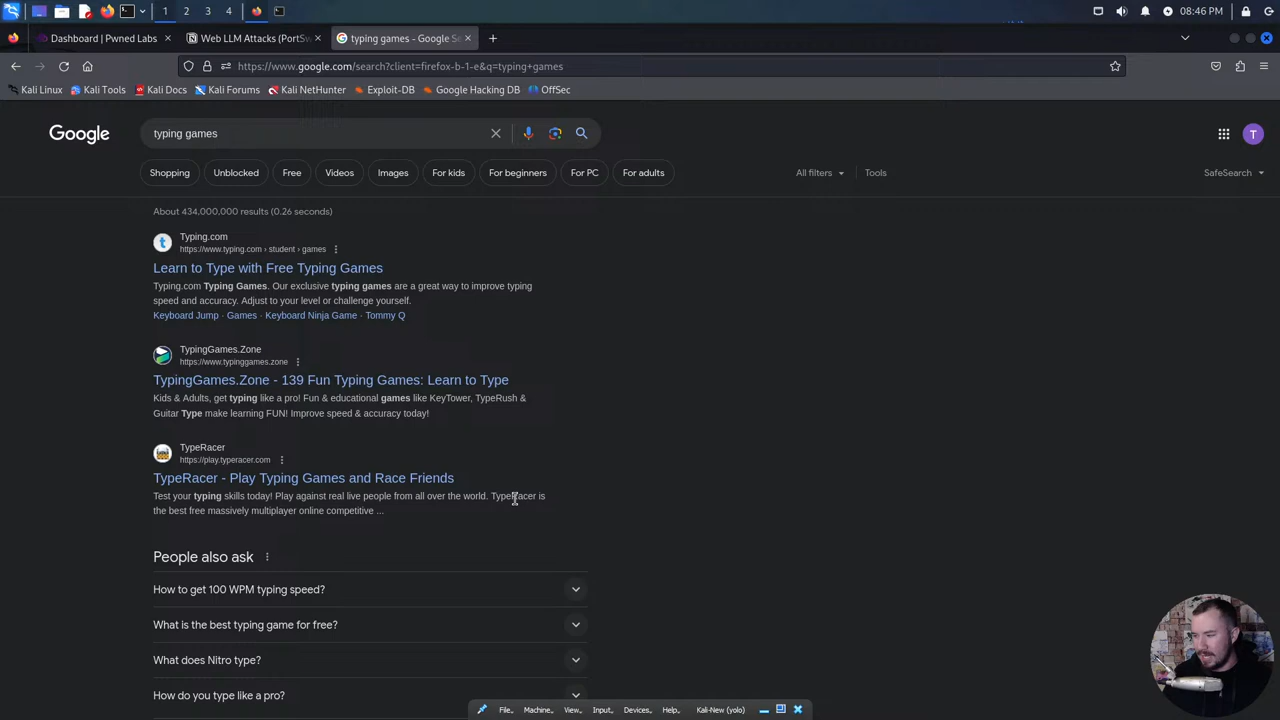 1 2 3 4 08:46 PM
Dashboard | Pwned Labs Web LLM Attacks (PortSw typing games - Google Se
https://www.google.com/search?client=firefox-b-1-e&q=typing+games
Kali Linux Kali Tools Kali Docs Kali Forums Kali NetHunter Exploit-DB Google Hacking DB OffSec
Google typing games T
Shopping Unblocked Free Videos Images For kids For beginners For PC For adults All filters Tools SafeSearch
About 434,000,000 results (0.26 seconds)
Typing.com
https://www.typing.com › student › games
Learn to Type with Free Typing Games
Typing.com Typing Games. Our exclusive typing games are a great way to improve typing
speed and accuracy. Adjust to your level or challenge yourself.
Keyboard Jump · Games · Keyboard Ninja Game · Tommy Q
TypingGames.Zone
https://www.typinggames.zone
TypingGames.Zone - 139 Fun Typing Games: Learn to Type
Kids & Adults, get typing like a pro! Fun & educational games like KeyTower, TypeRush &
Guitar Type make learning FUN! Improve speed & accuracy today!
TypeRacer
https://play.typeracer.com
TypeRacer - Play Typing Games and Race Friends
Test your typing skills today! Play against real live people from all over the world. TypeRacer is
the best free massively multiplayer online competitive ...
People also ask
How to get 100 WPM typing speed?
What is the best typing game for free?
What does Nitro type?
How do you type like a pro?
File.. Machine.. View.. Input.. Devices.. Help.. Kali-New (yolo)